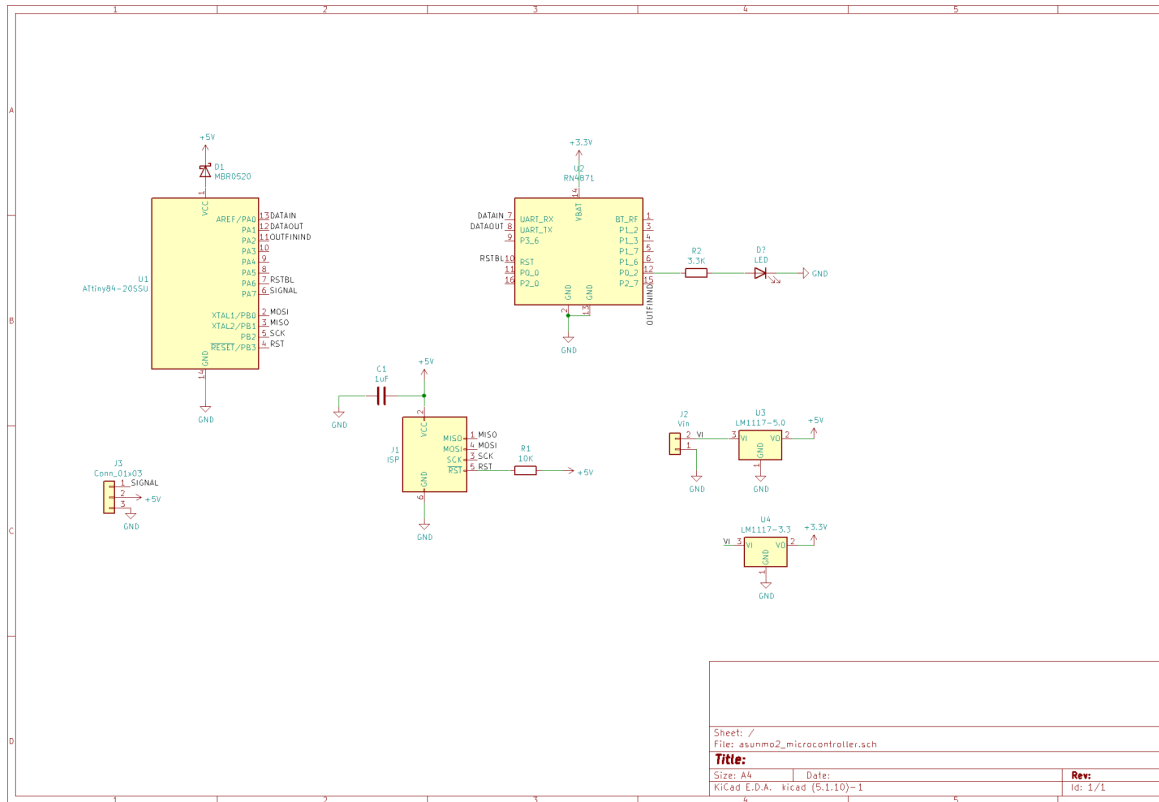 1 2 3 4 5
A
B
C
D
+5V
D1
MBR0520
1
VCC
U1
ATtiny84-20SSU
AREF/PA0 13 DATAIN
PA1 12 DATAOUT
PA2 11 OUTFININD
PA3 10
PA4 9
PA5 8
PA6 7 RSTBL
PA7 6 SIGNAL
XTAL1/PB0 2 MOSI
XTAL2/PB1 3 MISO
PB2 5 SCK
RESET/PB3 4 RST
GND
14
GND
+3.3V
U2
RN4871
14
VBAT
DATAIN 7 UART_RX BT_RF 1
DATAOUT 8 UART_TX P1_2 3
9 P3_6 P1_3 4
P1_7 5
RSTBL 10 RST P1_6 6
11 P0_0 P0_2 12
16 P2_0 P2_7 15
OUTFININD
GND GND
2 13
GND
R2
3.3K
D?
LED
GND
C1
1uF
GND
+5V
2
VCC
J1
ISP
MISO 1 MISO
MOSI 4 MOSI
SCK 3 SCK
RST 5 RST
GND
6
GND
R1
10K
+5V
J2
Vin
2 VI
1
GND
U3
LM1117-5.0
3 VI VO 2
GND
1
GND
+5V
U4
LM1117-3.3
VI 3 VI VO 2
GND
1
GND
+3.3V
J3
Conn_01x03
1 SIGNAL
2 +5V
3
GND
Sheet: /
File: asunmo2_microcontroller.sch
Title:
Size: A4 Date: Rev:
KiCad E.D.A. kicad (5.1.10)-1 Id: 1/1
1 2 3 4 5